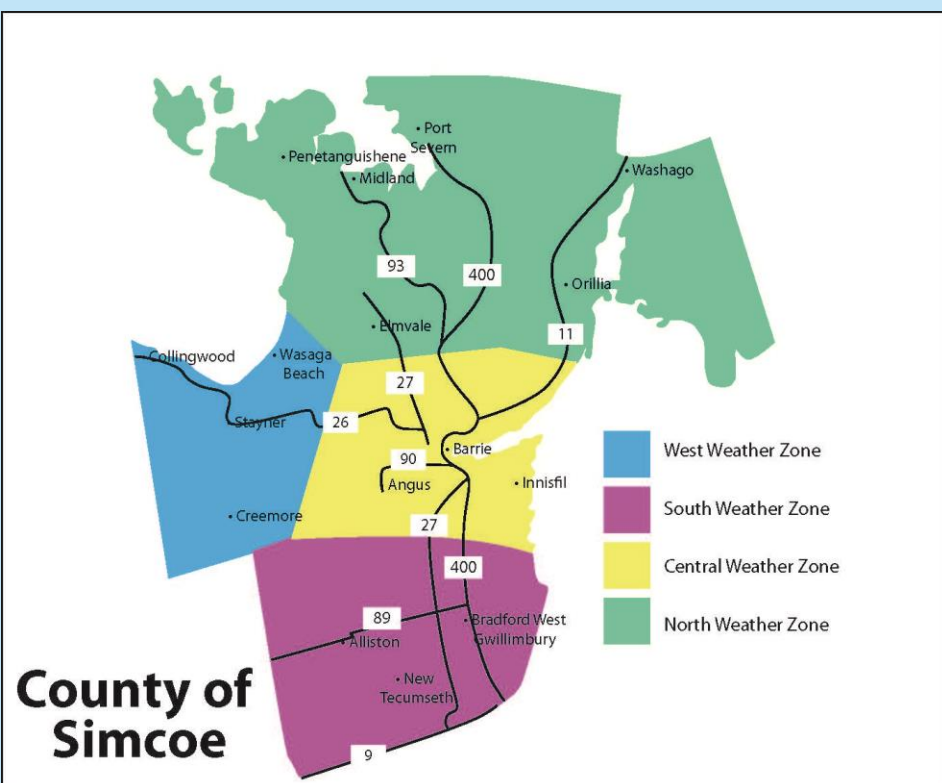 • Port
Severn
• Penetanguishene
• Midland
• Washago
93
400
• Orillia
• Elmvale
11
Collingwood
• Wasaga
Beach
27
Stayner
26
• Barrie
90
Angus
• Innisfil
• Creemore
27
400
89
• Bradford West
Gwillimbury
• Alliston
• New
Tecumseth
9
West Weather Zone
South Weather Zone
Central Weather Zone
North Weather Zone
County of
Simcoe